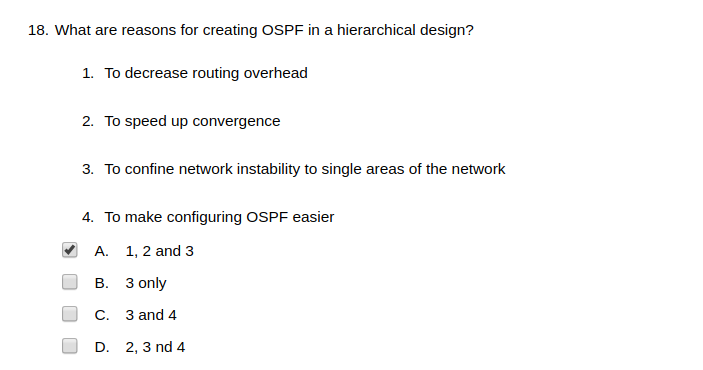 18. What are reasons for creating OSPF in a hierarchical design?
1. To decrease routing overhead
2. To speed up convergence
3. To confine network instability to single areas of the network
4. To make configuring OSPF easier
A. 1, 2 and 3
B. 3 only
C. 3 and 4
D. 2, 3 nd 4